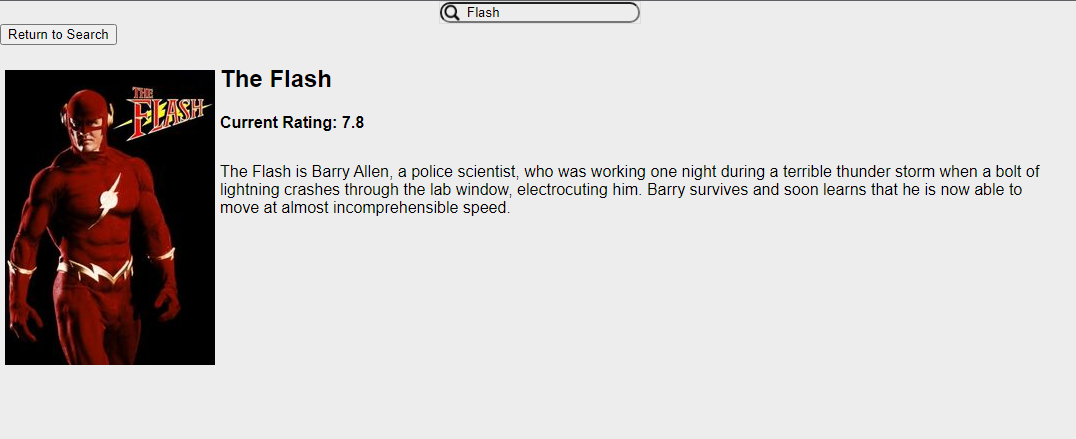 Flash
Return to Search
THE
FLASH
The Flash
Current Rating: 7.8
The Flash is Barry Allen, a police scientist, who was working one night during a terrible thunder storm when a bolt of
lightning crashes through the lab window, electrocuting him. Barry survives and soon learns that he is now able to
move at almost incomprehensible speed.